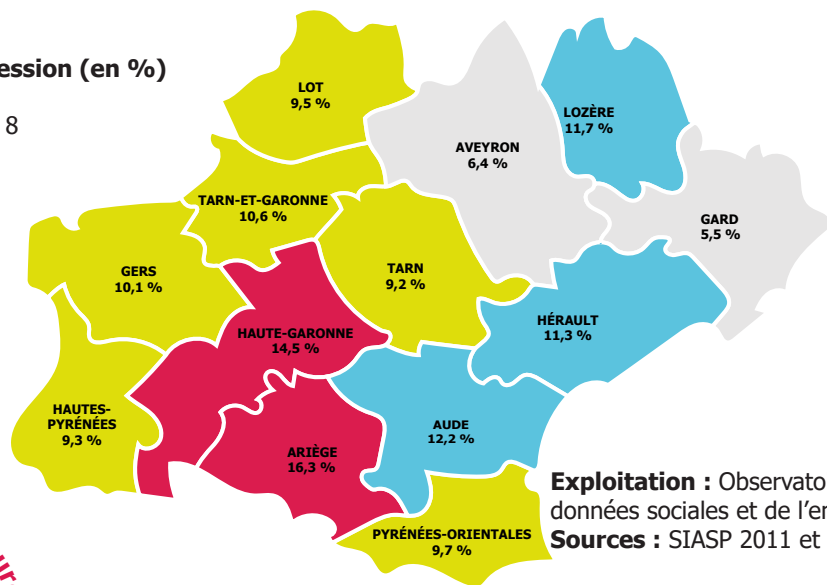 ession (en %)
8
LOT
9,5 %
LOZÈRE
11,7 %
AVEYRON
6,4 %
TARN-ET-GARONNE
10,6 %
GARD
5,5 %
GERS
10,1 %
TARN
9,2 %
HÉRAULT
11,3 %
HAUTE-GARONNE
14,5 %
HAUTES-
PYRÉNÉES
9,3 %
AUDE
12,2 %
ARIÈGE
16,3 %
PYRÉNÉES-ORIENTALES
9,7 %
Exploitation : Observato
données sociales et de l'e
Sources : SIASP 2011 et
ur